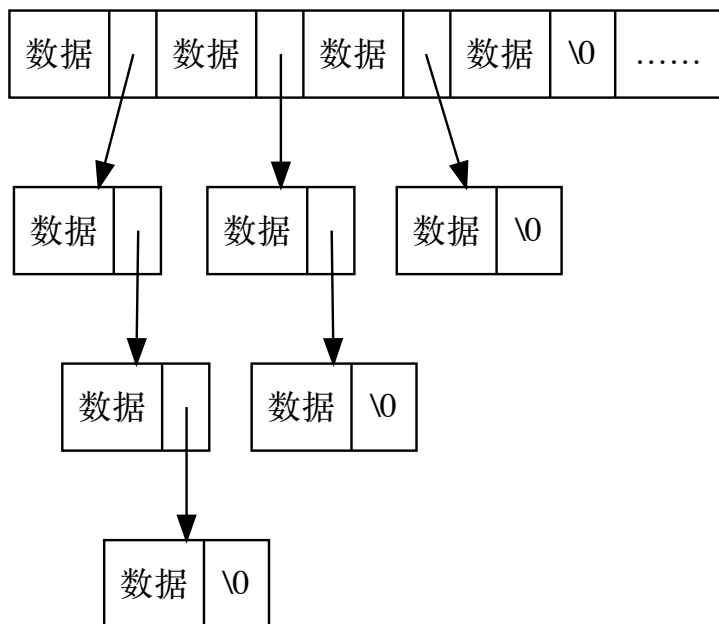 数据 数据 数据 数据 \0 ......
数据 数据 数据 \0
数据 数据 \0
数据 \0